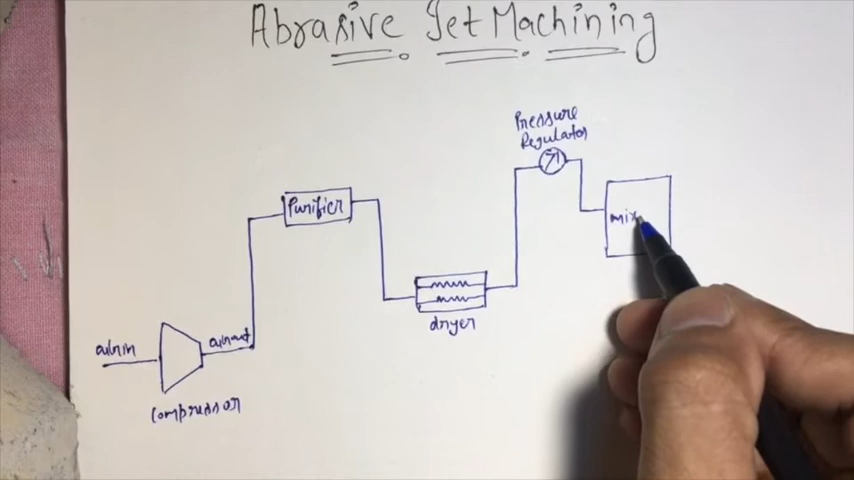 Abrasive Jet Machining
Pressure
Regulator
Purifier
mix
dryer
air in
air out
Compressor